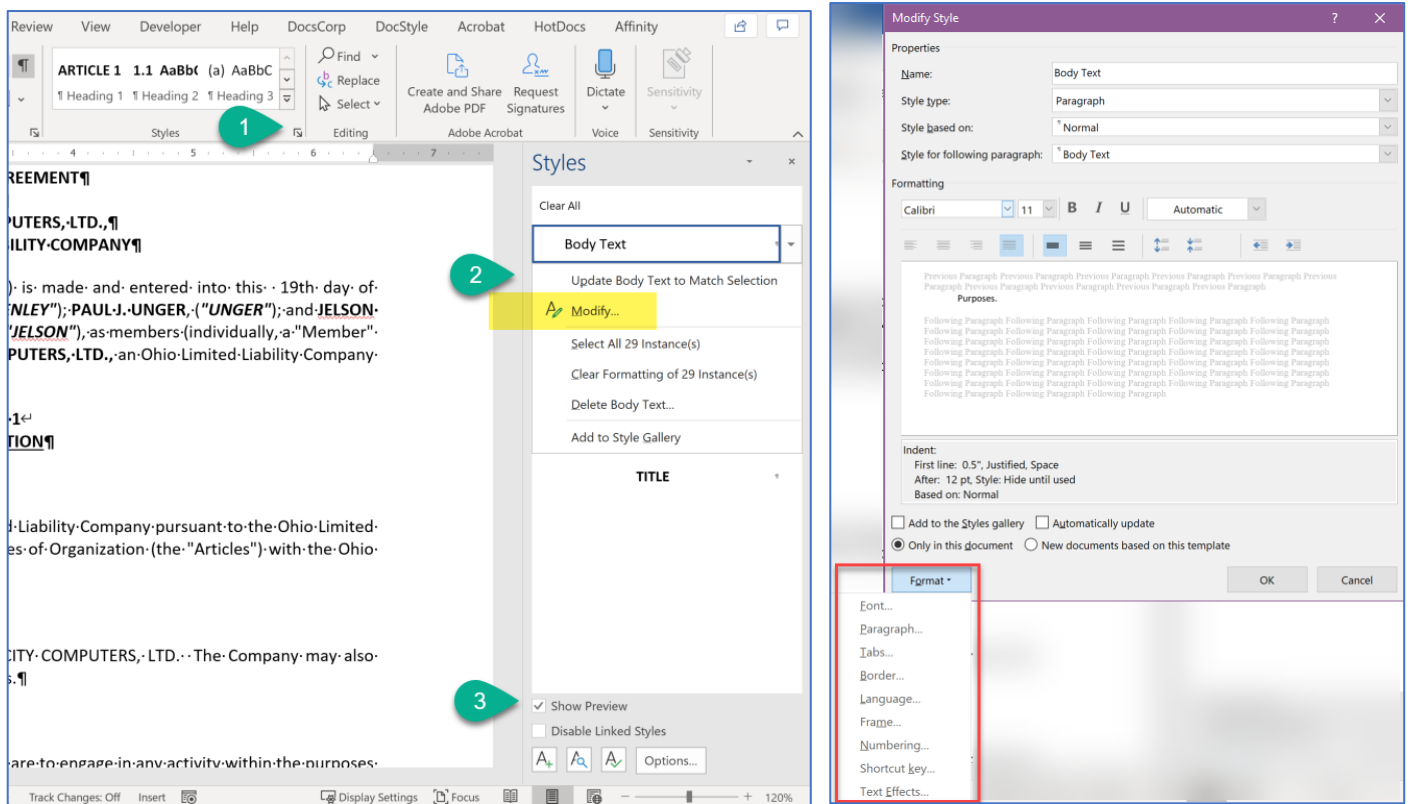 Review View Developer Help DocsCorp DocStyle Acrobat HotDocs Affinity
¶ ARTICLE 1 1.1 AaBb( (a) AaBbC
¶ Heading 1 ¶ Heading 2 ¶ Heading 3
Find
Replace
Select
Create and Share Adobe PDF
Request Signatures
Dictate
Sensitivity
Styles Editing Adobe Acrobat Voice Sensitivity
1
4 5 6 7
REEMENT¶
PUTERS,·LTD.,¶
ILITY·COMPANY¶
)·is·made·and·entered·into·this··19th·day·of·
NLEY");·PAUL·J.·UNGER,·("UNGER");·and·JELSON·
"JELSON"),·as·members·(individually,·a·"Member"·
PUTERS,·LTD.,·an·Ohio·Limited·Liability·Company·
·1↵
TION¶
d·Liability·Company·pursuant·to·the·Ohio·Limited·
es·of·Organization·(the·"Articles")·with·the·Ohio·
CITY·COMPUTERS,·LTD.··The·Company·may·also·
s.¶
are·to·engage·in·any·activity·within·the·purposes·
Styles
Clear All
Body Text
2
Update Body Text to Match Selection
Modify...
Select All 29 Instance(s)
Clear Formatting of 29 Instance(s)
Delete Body Text...
Add to Style Gallery
TITLE
3
Show Preview
Disable Linked Styles
Options...
Track Changes: Off Insert Display Settings Focus 120%
Modify Style
Properties
Name: Body Text
Style type: Paragraph
Style based on: ¶ Normal
Style for following paragraph: ¶ Body Text
Formatting
Calibri 11 B I U Automatic
Previous Paragraph Previous Paragraph Previous Paragraph Previous Paragraph Previous Paragraph Previous
Paragraph Previous Paragraph Previous Paragraph Previous Paragraph Previous Paragraph
Purposes.
Following Paragraph Following Paragraph Following Paragraph Following Paragraph Following Paragraph
Following Paragraph Following Paragraph Following Paragraph Following Paragraph Following Paragraph
Following Paragraph Following Paragraph Following Paragraph Following Paragraph Following Paragraph
Following Paragraph Following Paragraph Following Paragraph Following Paragraph Following Paragraph
Following Paragraph Following Paragraph Following Paragraph Following Paragraph Following Paragraph
Following Paragraph Following Paragraph Following Paragraph Following Paragraph Following Paragraph
Following Paragraph Following Paragraph Following Paragraph Following Paragraph Following Paragraph
Following Paragraph Following Paragraph Following Paragraph
Indent:
First line: 0.5", Justified, Space
After: 12 pt, Style: Hide until used
Based on: Normal
Add to the Styles gallery Automatically update
Only in this document New documents based on this template
Format OK Cancel
Font...
Paragraph...
Tabs...
Border...
Language...
Frame...
Numbering...
Shortcut key...
Text Effects...